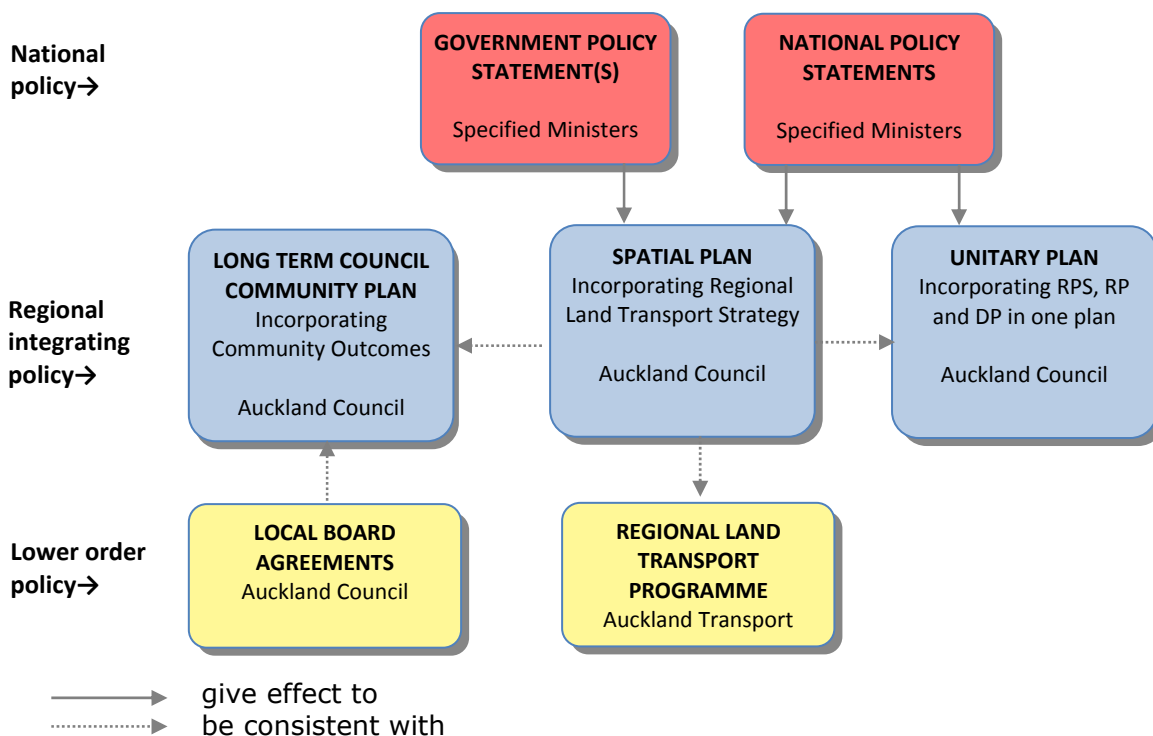 National
policy→
GOVERNMENT POLICY
STATEMENT(S)
Specified Ministers
NATIONAL POLICY
STATEMENTS
Specified Ministers
Regional
integrating
policy→
LONG TERM COUNCIL
COMMUNITY PLAN
Incorporating
Community Outcomes
Auckland Council
SPATIAL PLAN
Incorporating Regional
Land Transport Strategy
Auckland Council
UNITARY PLAN
Incorporating RPS, RP
and DP in one plan
Auckland Council
Lower order
policy→
LOCAL BOARD
AGREEMENTS
Auckland Council
REGIONAL LAND
TRANSPORT
PROGRAMME
Auckland Transport
give effect to
be consistent with